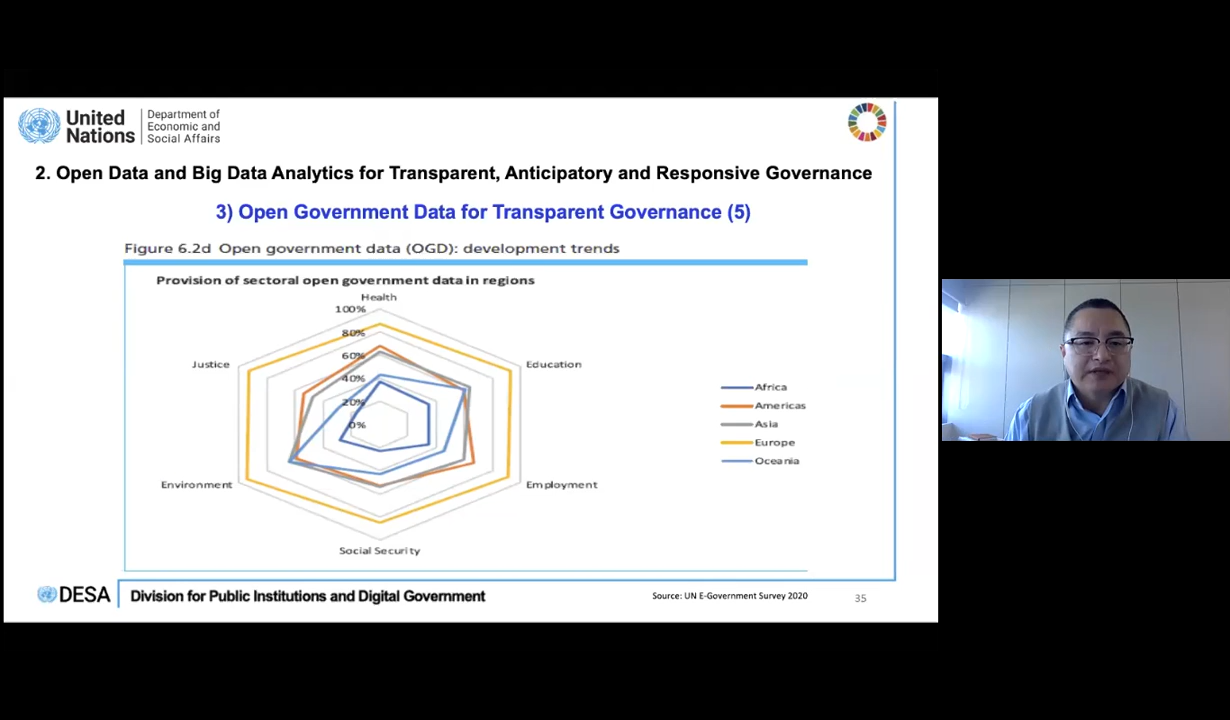 United
Nations
Department of
Economic and
Social Affairs
2. Open Data and Big Data Analytics for Transparent, Anticipatory and Responsive Governance
3) Open Government Data for Transparent Governance (5)
Figure 6.2d Open government data (OGD): development trends
Provision of sectoral open government data in regions
Health
100%
80%
60%
40%
20%
0%
Justice
Education
Environment
Employment
Social Security
Africa
Americas
Asia
Europe
Oceania
DESA
Division for Public Institutions and Digital Government
Source: UN E-Government Survey 2020
35